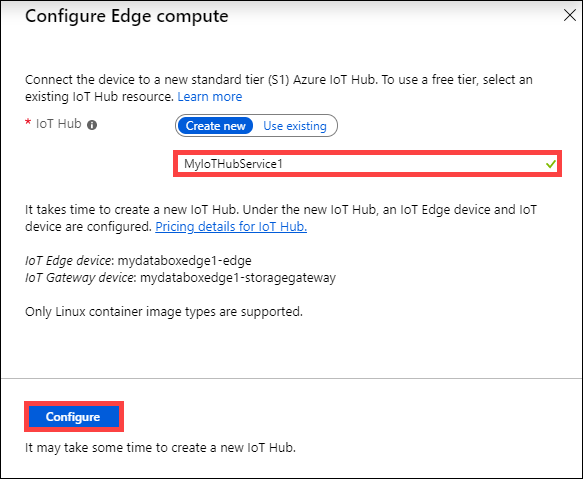 Configure Edge compute
Connect the device to a new standard tier (S1) Azure IoT Hub. To use a free tier, select an
existing IoT Hub resource. Learn more
* IoT Hub Create new Use existing
MyIoTHubService1
It takes time to create a new IoT Hub. Under the new IoT Hub, an IoT Edge device and IoT
device are configured. Pricing details for IoT Hub.
IoT Edge device: mydataboxedge1-edge
IoT Gateway device: mydataboxedge1-storagegateway
Only Linux container image types are supported.
Configure
It may take some time to create a new IoT Hub.